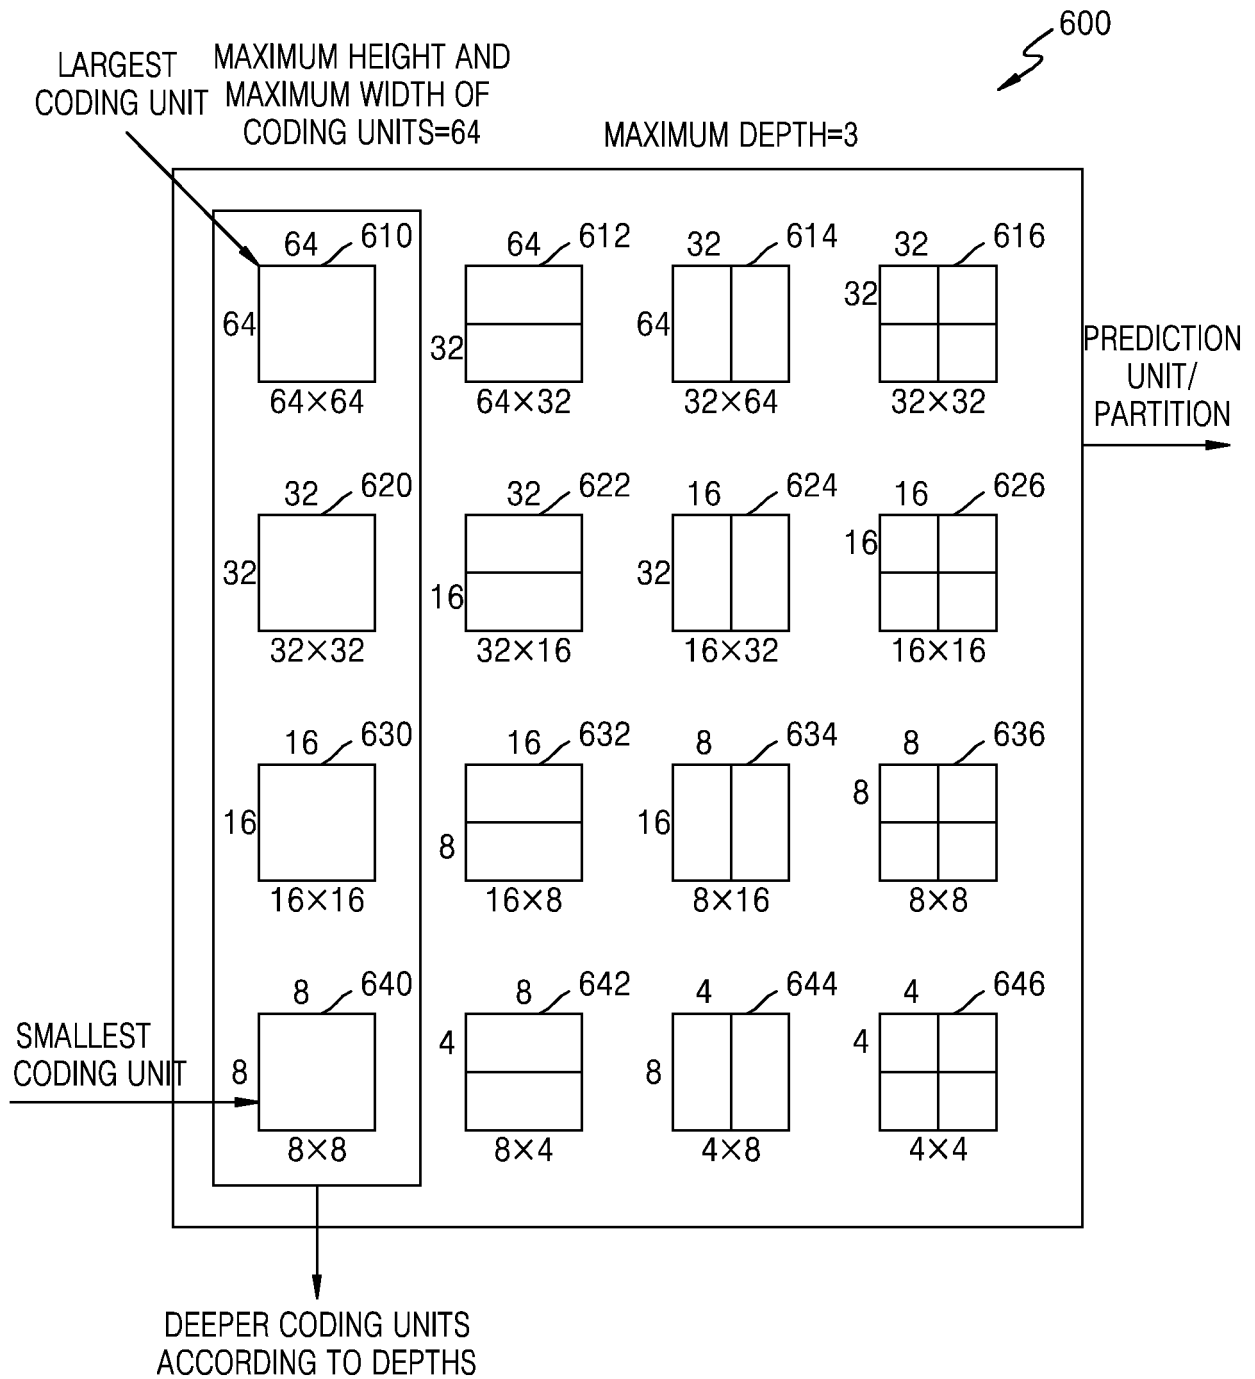 600
LARGEST
CODING UNIT
MAXIMUM HEIGHT AND
MAXIMUM WIDTH OF
CODING UNITS=64
MAXIMUM DEPTH=3
64 610 64 612 32 614 32 616
64 32 64 32
64×64 64×32 32×64 32×32
PREDICTION
UNIT/
PARTITION
32 620 32 622 16 624 16 626
32 16 32 16
32×32 32×16 16×32 16×16
16 630 16 632 8 634 8 636
16 8 16 8
16×16 16×8 8×16 8×8
8 640 8 642 4 644 4 646
SMALLEST
CODING UNIT
8 4 8 4
8×8 8×4 4×8 4×4
DEEPER CODING UNITS
ACCORDING TO DEPTHS